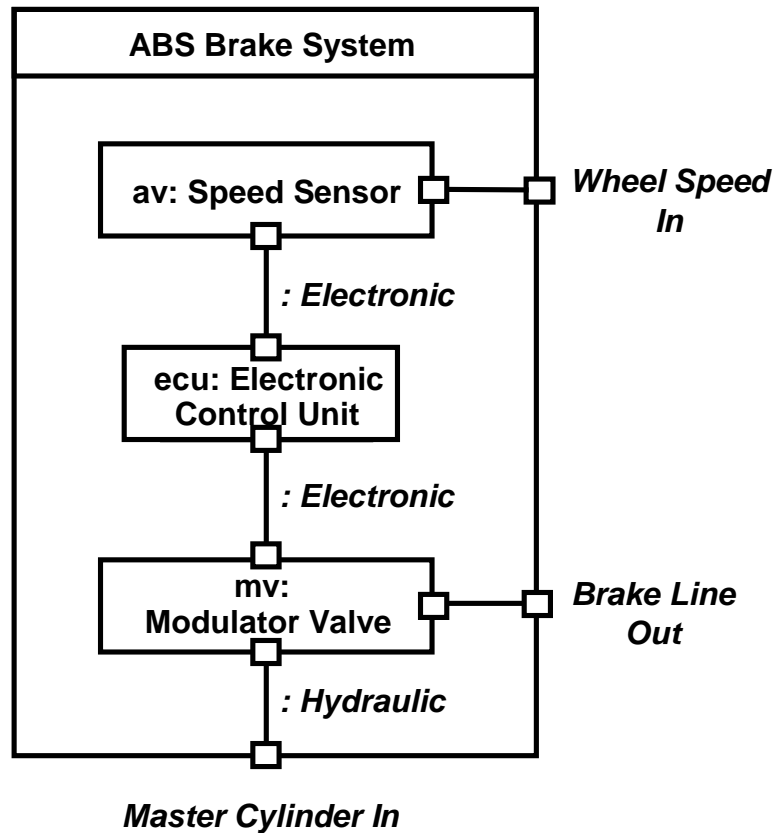 ABS Brake System
av: Speed Sensor
Wheel Speed
In
: Electronic
ecu: Electronic
Control Unit
: Electronic
mv:
Modulator Valve
Brake Line
Out
: Hydraulic
Master Cylinder In